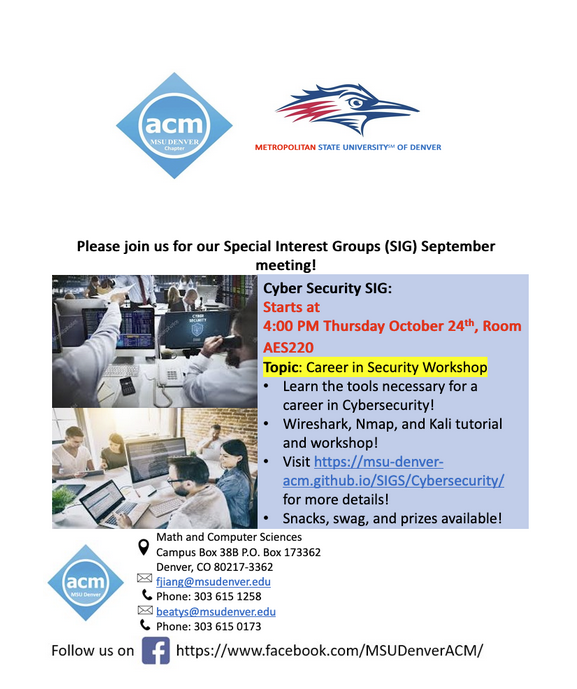 acm
MSU DENVER
Chapter
METROPOLITAN STATE UNIVERSITY℠ OF DENVER
Please join us for our Special Interest Groups (SIG) September
meeting!
CYBER
SECURITY
Cyber Security SIG:
Starts at
4:00 PM Thursday October 24th, Room
AES220
Topic: Career in Security Workshop
• Learn the tools necessary for a
career in Cybersecurity!
• Wireshark, Nmap, and Kali tutorial
and workshop!
• Visit https://msu-denver-
acm.github.io/SIGS/Cybersecurity/
for more details!
• Snacks, swag, and prizes available!
acm
MSU Denver
Math and Computer Sciences
Campus Box 38B P.O. Box 173362
Denver, CO 80217-3362
fjiang@msudenver.edu
Phone: 303 615 1258
beatys@msudenver.edu
Phone: 303 615 0173
Follow us on f https://www.facebook.com/MSUDenverACM/